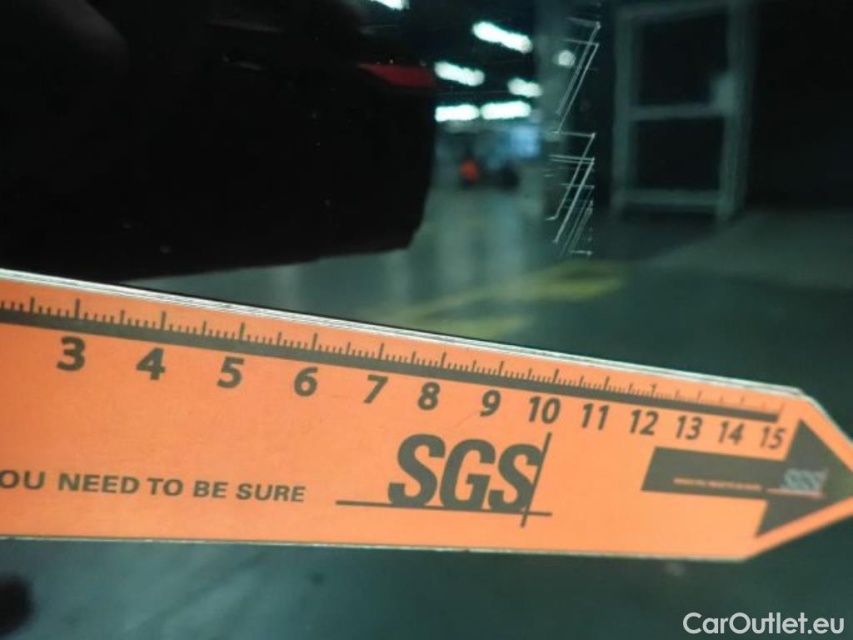 3 4 5 6 7 8 9 10 11 12 13 14 15
OU NEED TO BE SURE
SGS
SGS
CarOutlet.eu